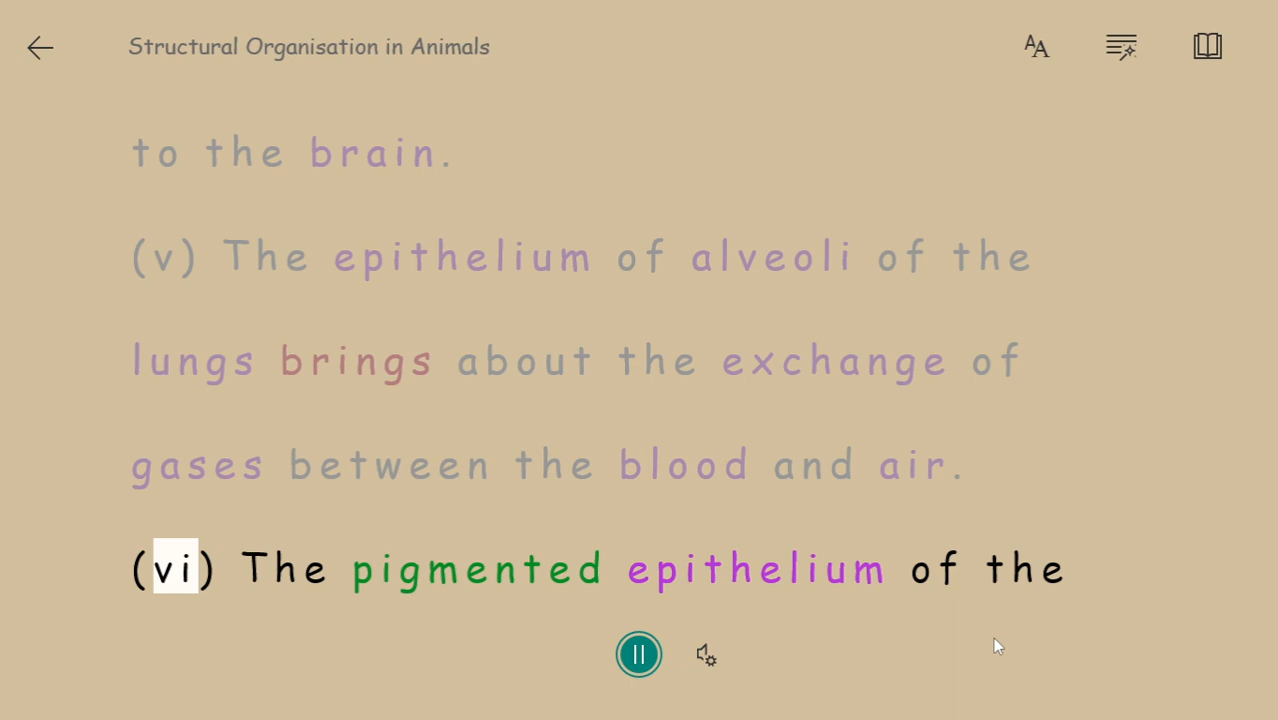 Structural Organisation in Animals
to the brain.
(v) The epithelium of alveoli of the
lungs brings about the exchange of
gases between the blood and air.
(vi) The pigmented epithelium of the